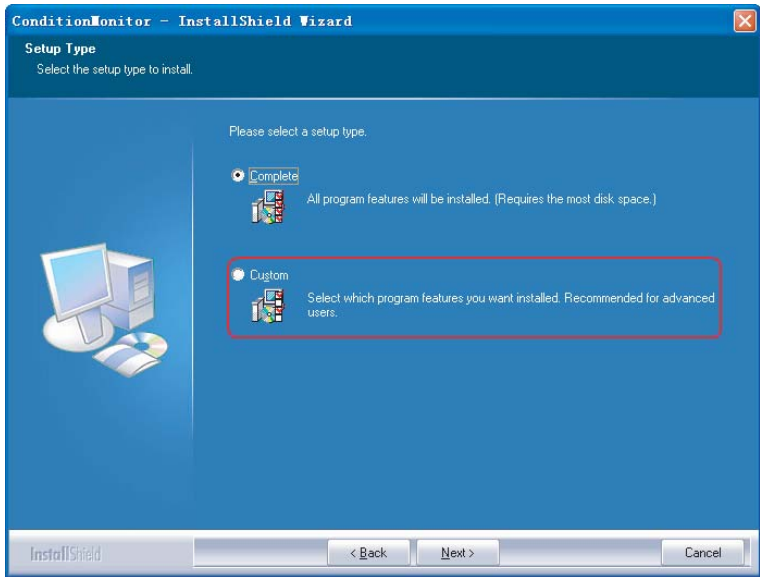 ConditionMonitor - InstallShield Wizard
Setup Type
Select the setup type to install.
Please select a setup type.
Complete
All program features will be installed. (Requires the most disk space.)
Custom
Select which program features you want installed. Recommended for advanced
users.
InstallShield
< Back
Next >
Cancel